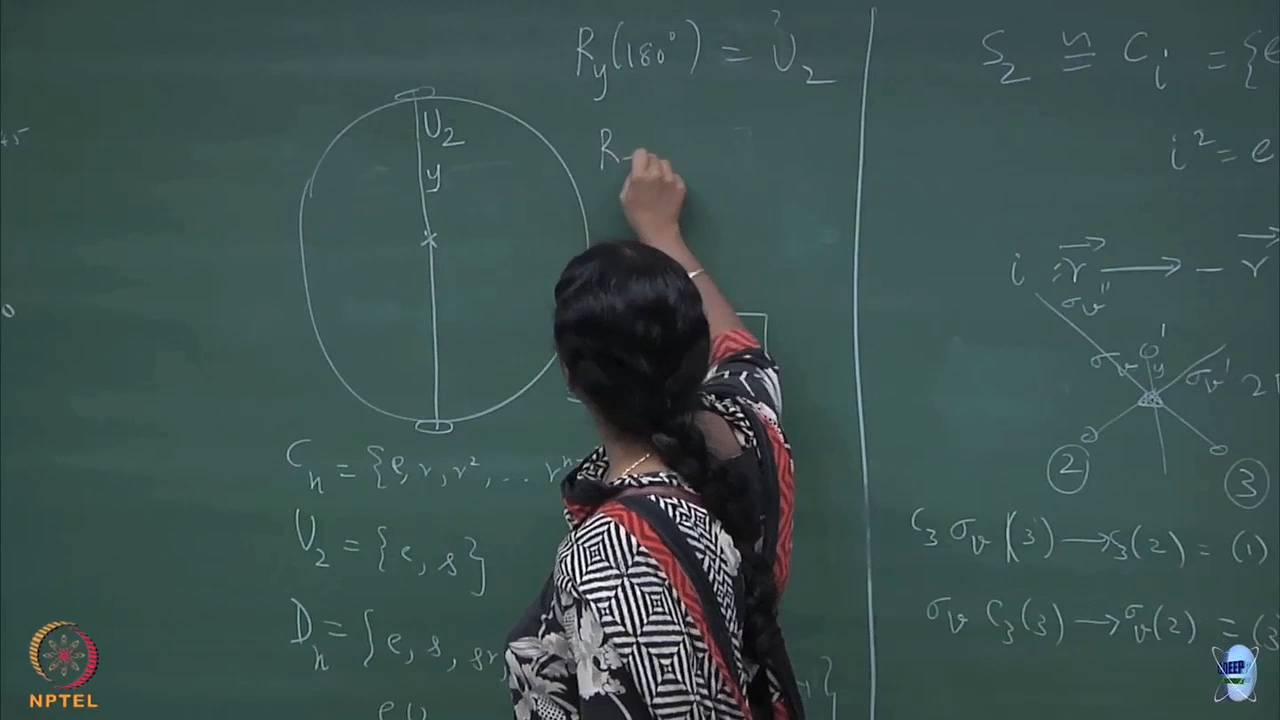 R_y(180°) = U_2
R
U_2
y
C_n = {e, r, r², ... rⁿ
U_2 = {e, s}
D_n = {e, s, sr,
S_2 ≅ C_i = {e
i² = e
i : r⃗ ⟶ – r⃗
σ_v''
σ_v
y
σ_v'
2
3
C_3 σ_v (3) ⟶ C_3(2) = (1)
σ_v C_3(3) ⟶ σ_v(2) = (3)
NPTEL